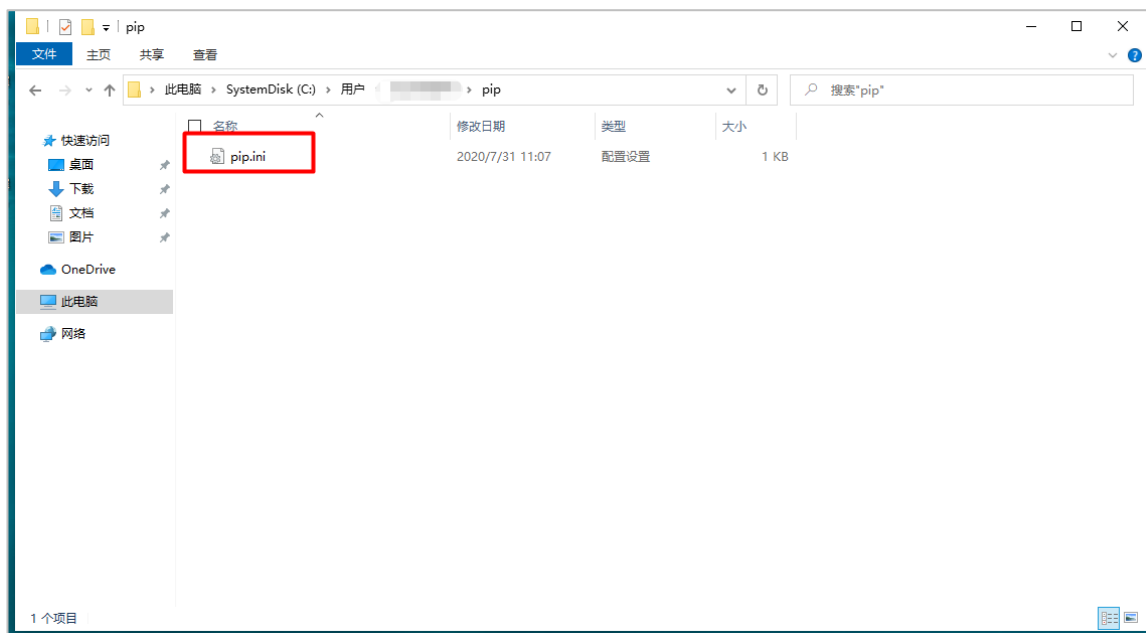 pip
文件 主页 共享 查看
此电脑 › SystemDisk (C:) › 用户 › pip
搜索"pip"
名称 修改日期 类型 大小
pip.ini 2020/7/31 11:07 配置设置 1 KB
快速访问
桌面
下载
文档
图片
OneDrive
此电脑
网络
1 个项目